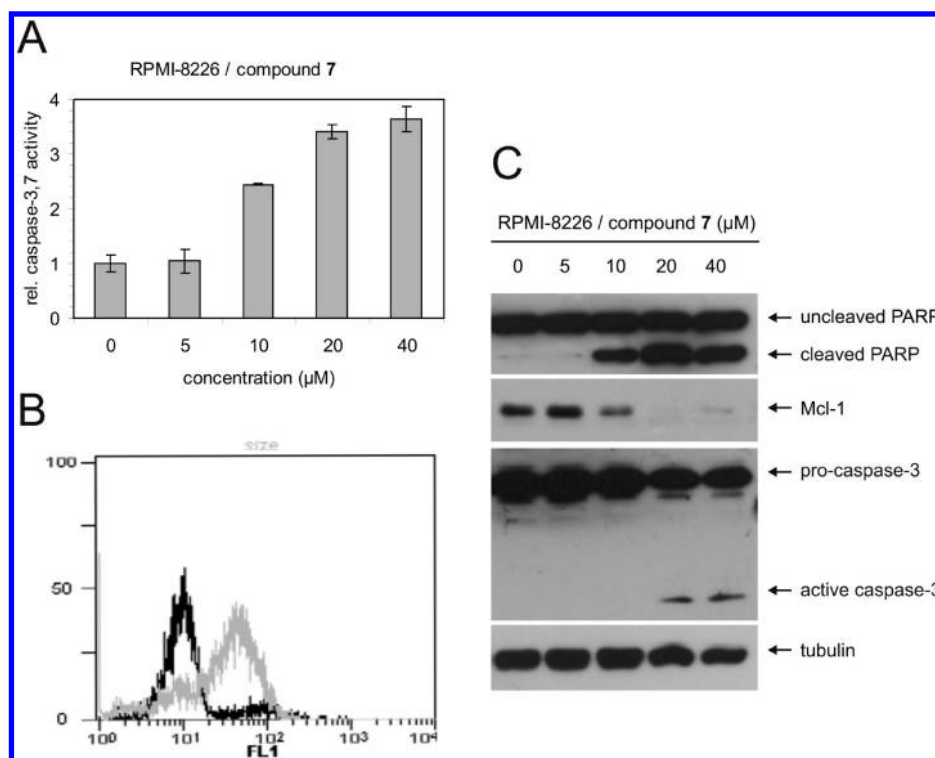 A
RPMI-8226 / compound 7
rel. caspase-3,7 activity
4
3
2
1
0
0 5 10 20 40
concentration (µM)
B
size
100
50
0
10⁰ 10¹ 10² 10³ 10⁴
FL1
C
RPMI-8226 / compound 7 (µM)
0 5 10 20 40
uncleaved PARP
cleaved PARP
Mcl-1
pro-caspase-3
active caspase-3
tubulin